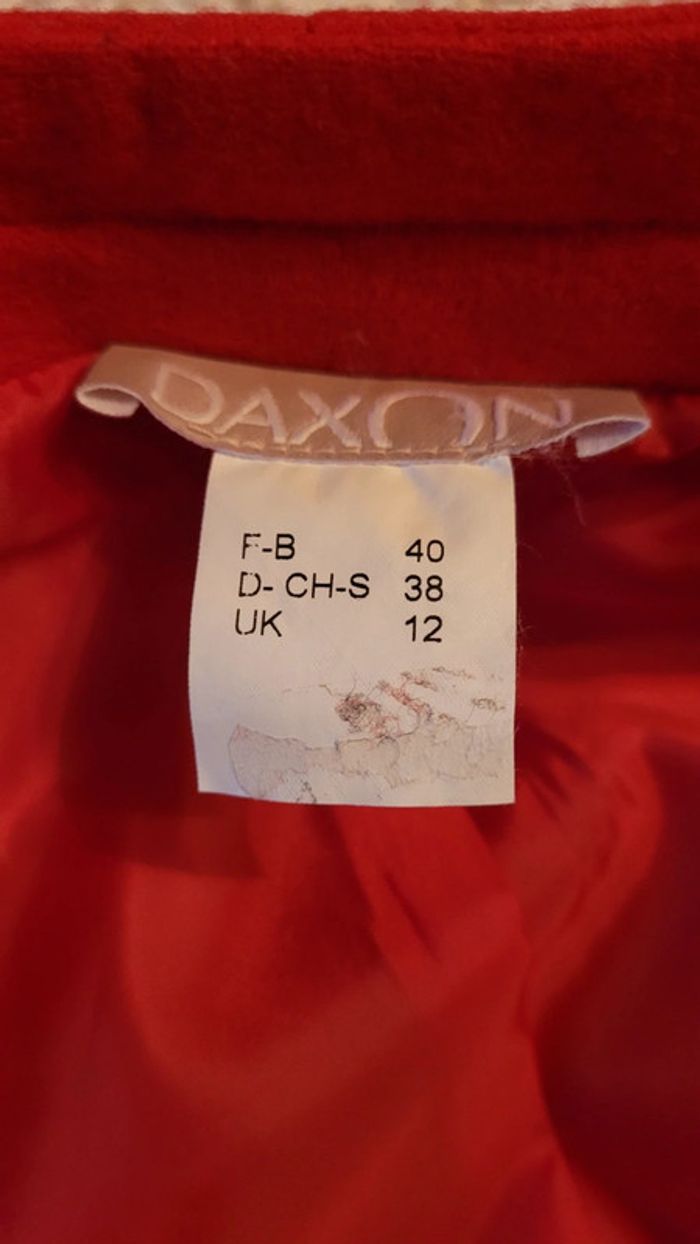 DAXON
F-B 40
D- CH-S 38
UK 12